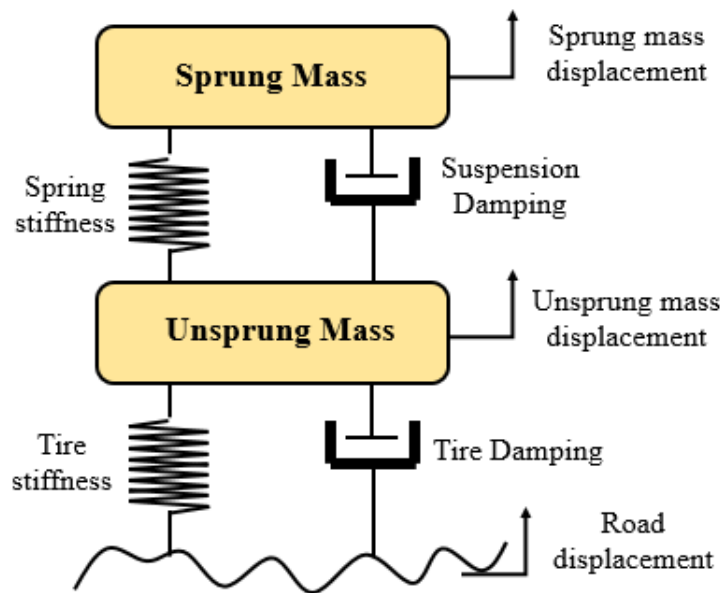 Sprung Mass
Sprung mass
displacement
Spring
stiffness
Suspension
Damping
Unsprung Mass
Unsprung mass
displacement
Tire
stiffness
Tire Damping
Road
displacement